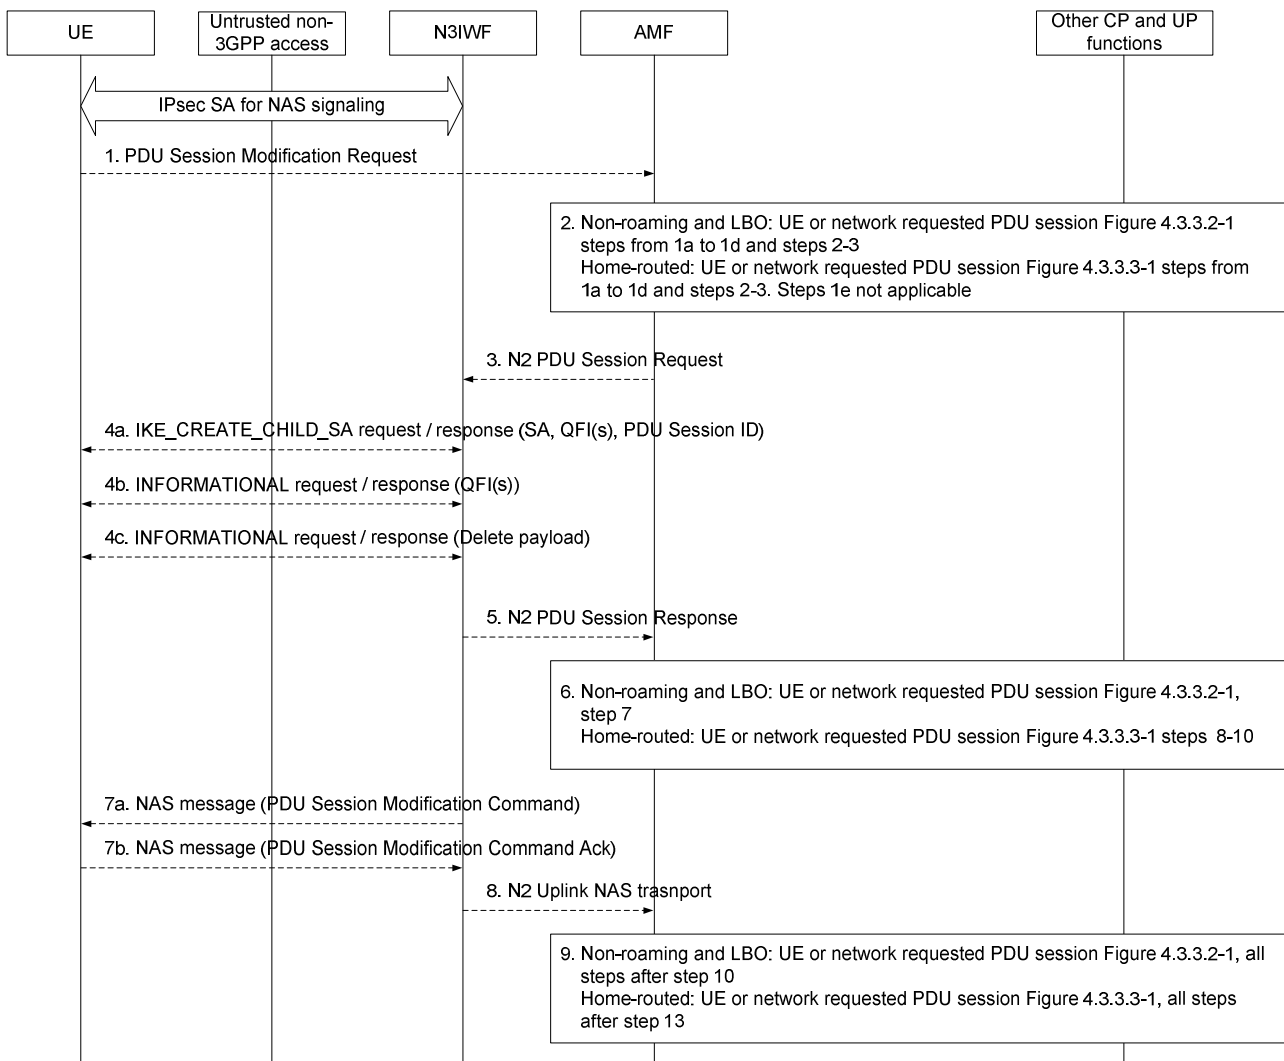 UE
Untrusted non-
3GPP access
N3IWF
AMF
Other CP and UP
functions
IPsec SA for NAS signaling
1. PDU Session Modification Request
2. Non-roaming and LBO: UE or network requested PDU session Figure 4.3.3.2-1
steps from 1a to 1d and steps 2-3
Home-routed: UE or network requested PDU session Figure 4.3.3.3-1 steps from
1a to 1d and steps 2-3. Steps 1e not applicable
3. N2 PDU Session Request
4a. IKE_CREATE_CHILD_SA request / response (SA, QFI(s), PDU Session ID)
4b. INFORMATIONAL request / response (QFI(s))
4c. INFORMATIONAL request / response (Delete payload)
5. N2 PDU Session Response
6. Non-roaming and LBO: UE or network requested PDU session Figure 4.3.3.2-1,
step 7
Home-routed: UE or network requested PDU session Figure 4.3.3.3-1 steps 8-10
7a. NAS message (PDU Session Modification Command)
7b. NAS message (PDU Session Modification Command Ack)
8. N2 Uplink NAS trasnport
9. Non-roaming and LBO: UE or network requested PDU session Figure 4.3.3.2-1, all
steps after step 10
Home-routed: UE or network requested PDU session Figure 4.3.3.3-1, all steps
after step 13